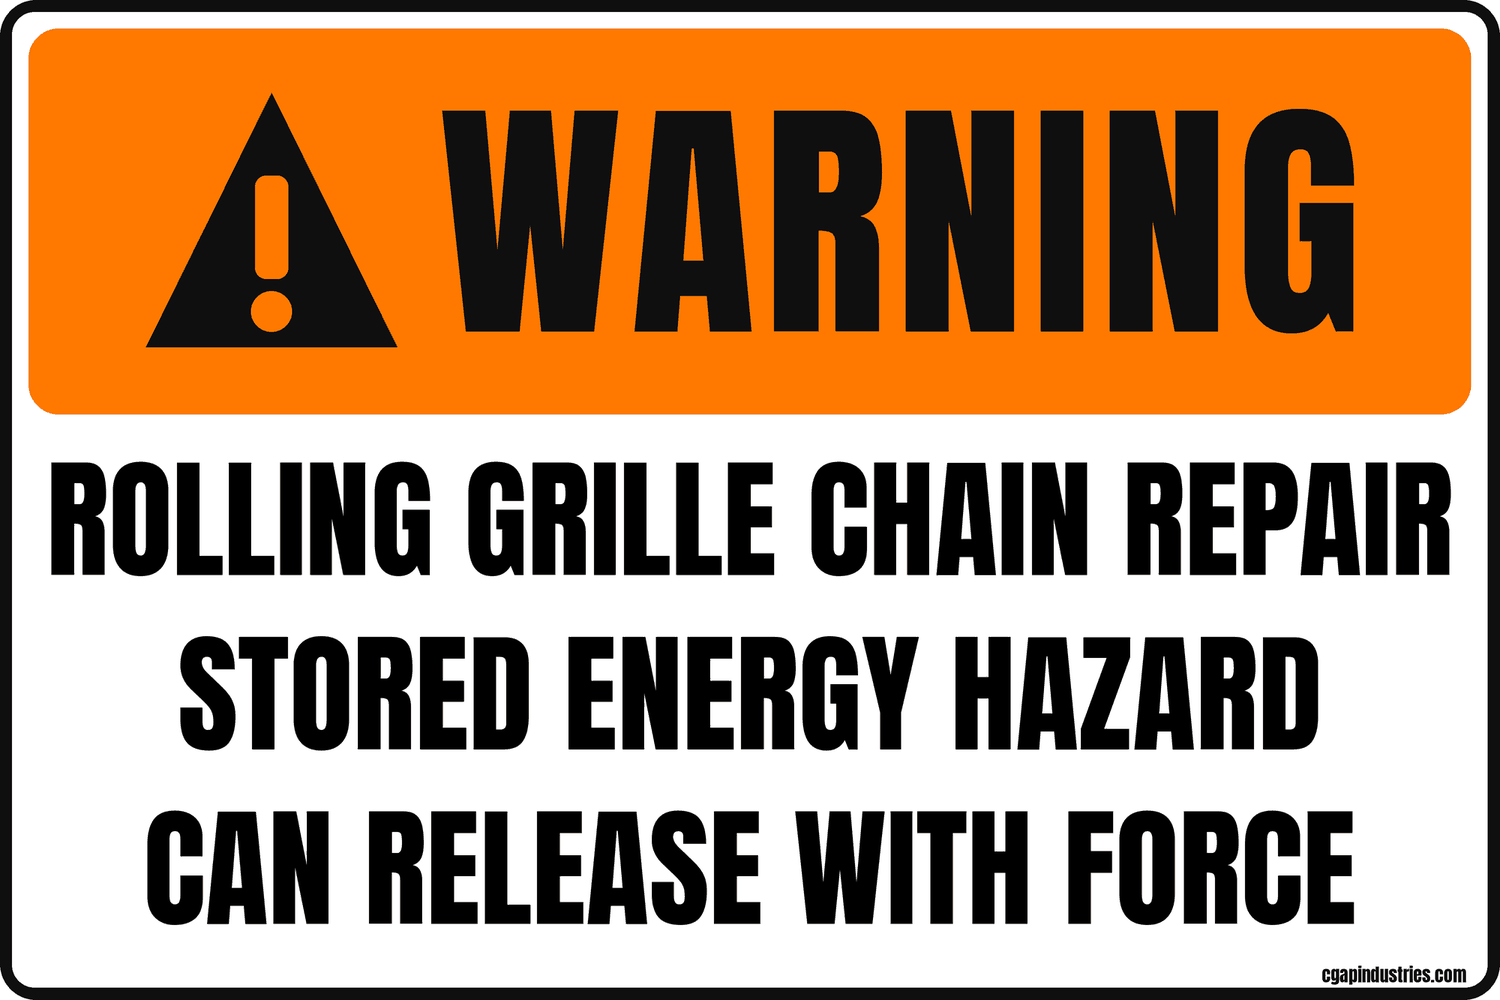 WARNING
ROLLING GRILLE CHAIN REPAIR
STORED ENERGY HAZARD
CAN RELEASE WITH FORCE
cgapindustries.com